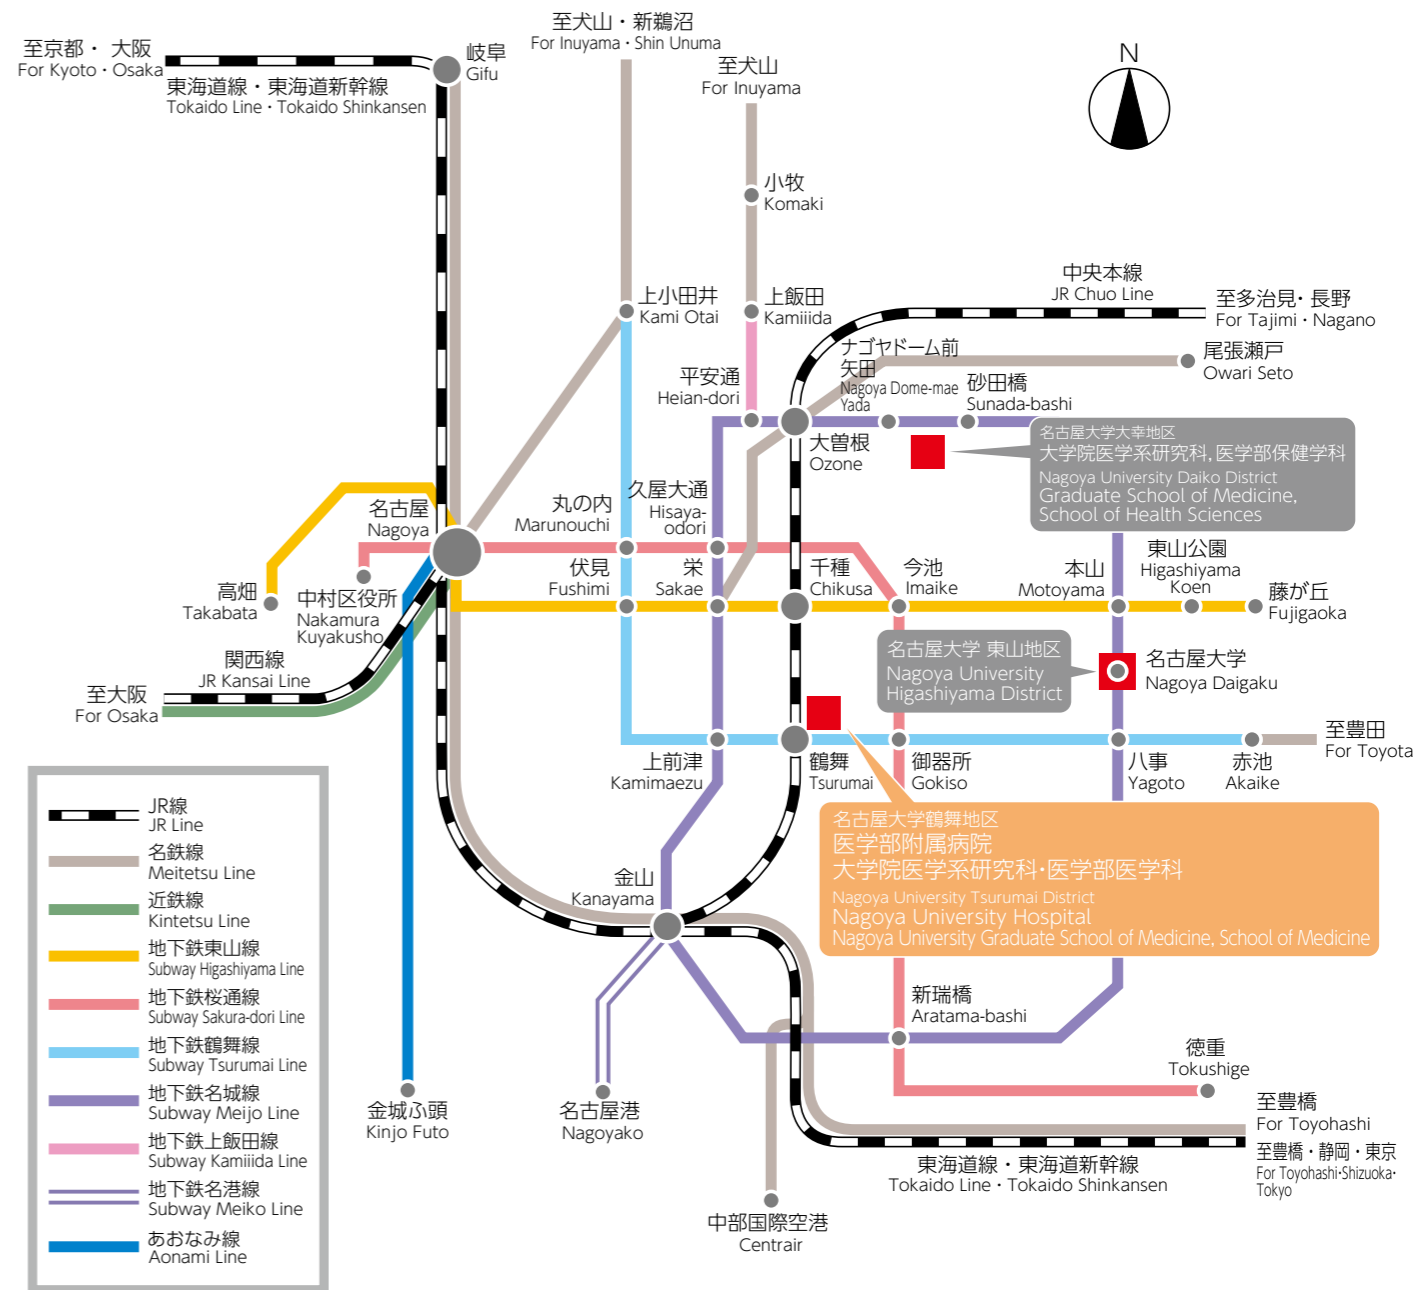 至京都・ 大阪
For Kyoto・Osaka
東海道線・東海道新幹線
Tokaido Line・Tokaido Shinkansen
岐阜
Gifu
至犬山・新鵜沼
For Inuyama・Shin Unuma
至犬山
For Inuyama
N
小牧
Komaki
上小田井
Kami Otai
上飯田
Kamiiida
中央本線
JR Chuo Line
至多治見・長野
For Tajimi・Nagano
尾張瀬戸
Owari Seto
ナゴヤドーム前
矢田
Nagoya Dome-mae
Yada
砂田橋
Sunada-bashi
平安通
Heian-dori
大曽根
Ozone
名古屋大学大幸地区
大学院医学系研究科，医学部保健学科
Nagoya University Daiko District
Graduate School of Medicine,
School of Health Sciences
名古屋
Nagoya
丸の内
Marunouchi
久屋大通
Hisaya-
odori
高畑
Takabata
中村区役所
Nakamura
Kuyakusho
伏見
Fushimi
栄
Sakae
千種
Chikusa
今池
Imaike
本山
Motoyama
東山公園
Higashiyama
Koen
藤が丘
Fujigaoka
関西線
JR Kansai Line
至大阪
For Osaka
名古屋大学 東山地区
Nagoya University
Higashiyama District
名古屋大学
Nagoya Daigaku
上前津
Kamimaezu
鶴舞
Tsurumai
御器所
Gokiso
八事
Yagoto
赤池
Akaike
至豊田
For Toyota
名古屋大学鶴舞地区
医学部附属病院
大学院医学系研究科・医学部医学科
Nagoya University Tsurumai District
Nagoya University Hospital
Nagoya University Graduate School of Medicine, School of Medicine
金山
Kanayama
新瑞橋
Aratama-bashi
徳重
Tokushige
金城ふ頭
Kinjo Futo
名古屋港
Nagoyako
中部国際空港
Centrair
東海道線・東海道新幹線
Tokaido Line・Tokaido Shinkansen
至豊橋
For Toyohashi
至豊橋・静岡・東京
For Toyohashi・Shizuoka・
Tokyo
JR線
JR Line
名鉄線
Meitetsu Line
近鉄線
Kintetsu Line
地下鉄東山線
Subway Higashiyama Line
地下鉄桜通線
Subway Sakura-dori Line
地下鉄鶴舞線
Subway Tsurumai Line
地下鉄名城線
Subway Meijo Line
地下鉄上飯田線
Subway Kamiiida Line
地下鉄名港線
Subway Meiko Line
あおなみ線
Aonami Line